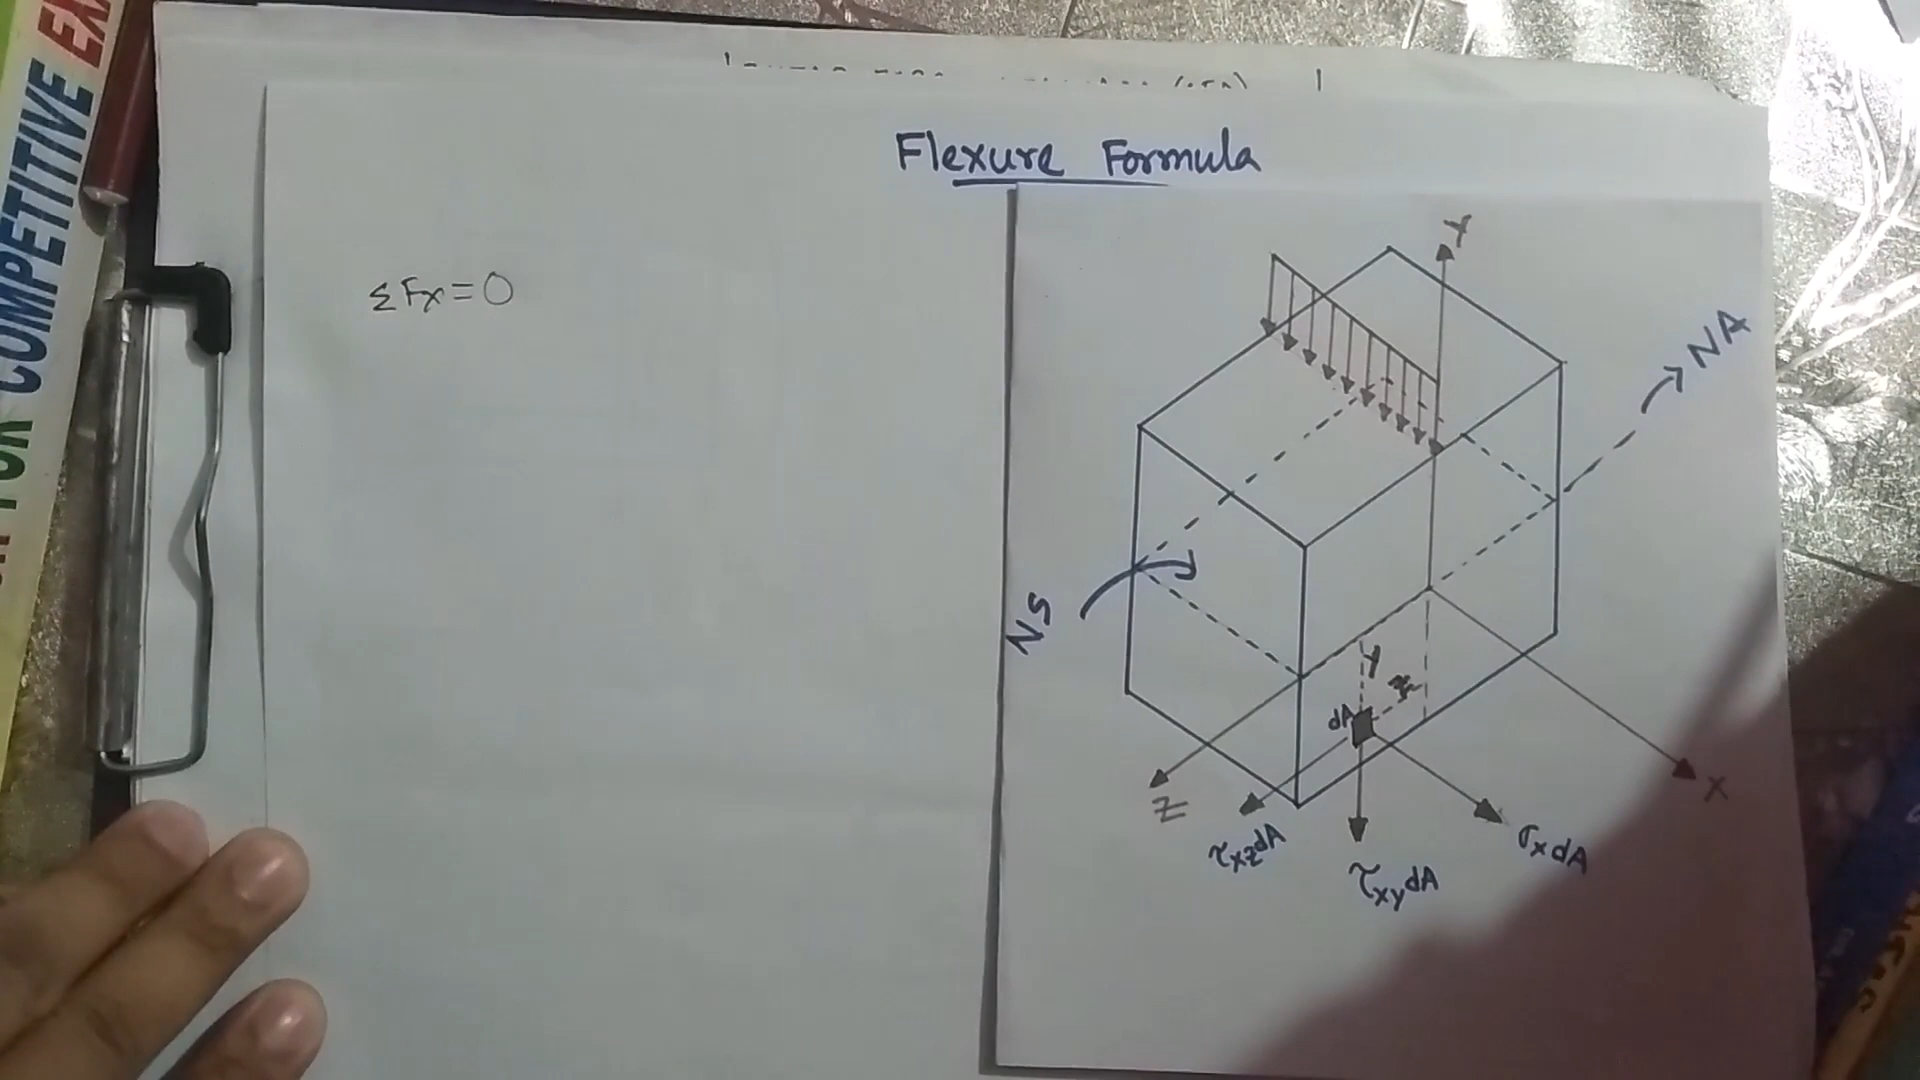 COMPETITIVE
Flexure Formula
ΣFx=0
Y
NA
NS
y
z
dA
Z
X
τxzdA
τxydA
σxdA